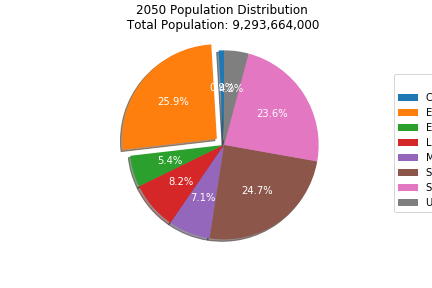 2050 Population Distribution
Total Population: 9,293,664,000
25.9%
23.6%
5.4%
8.2%
24.7%
7.1%
C
E
E
L
M
S
S
U